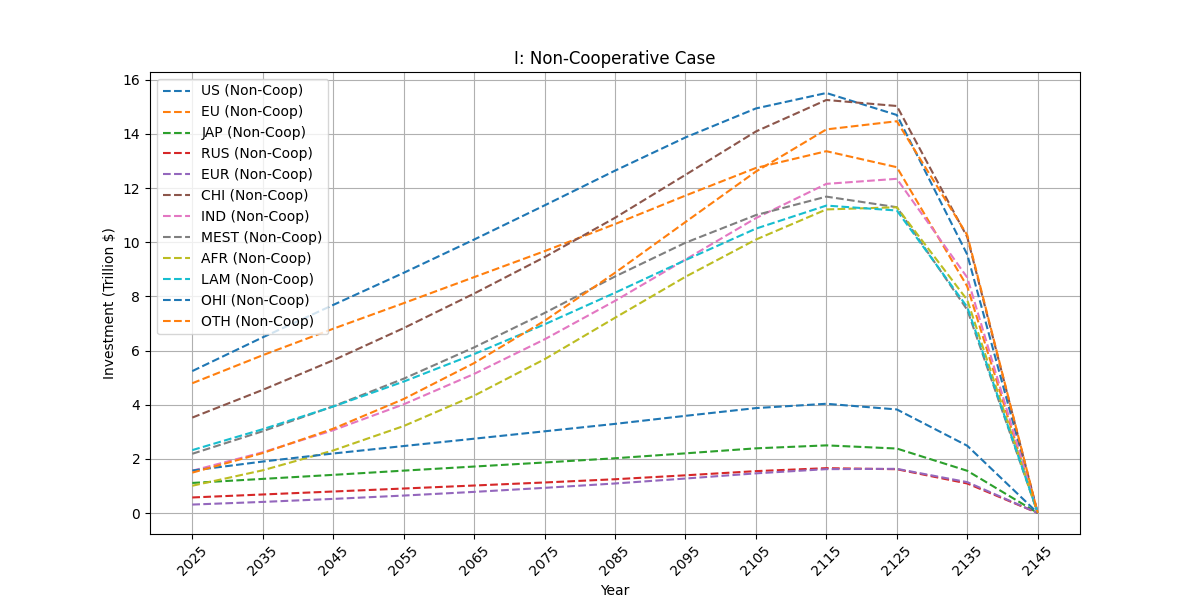 I: Non-Cooperative Case
Investment (Trillion $)
16
14
12
10
8
6
4
2
0
US (Non-Coop)
EU (Non-Coop)
JAP (Non-Coop)
RUS (Non-Coop)
EUR (Non-Coop)
CHI (Non-Coop)
IND (Non-Coop)
MEST (Non-Coop)
AFR (Non-Coop)
LAM (Non-Coop)
OHI (Non-Coop)
OTH (Non-Coop)
2025 2035 2045 2055 2065 2075 2085 2095 2105 2115 2125 2135 2145
Year